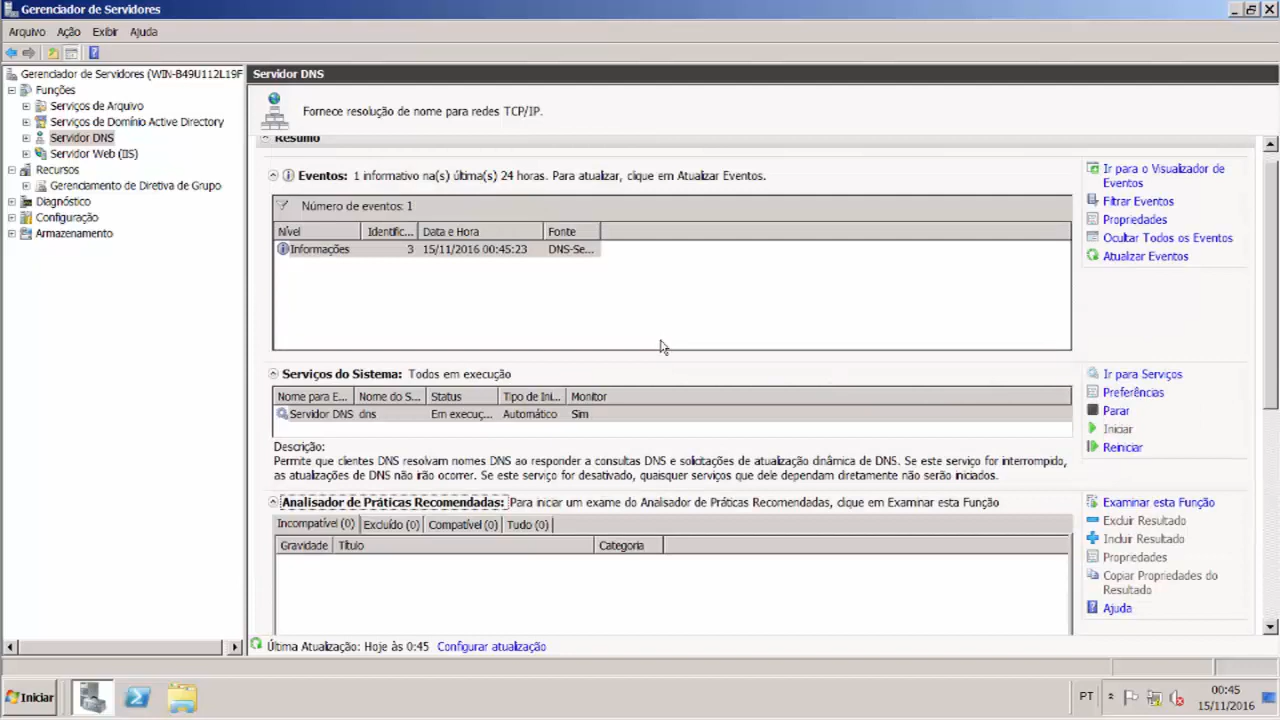 Gerenciador de Servidores
Arquivo Ação Exibir Ajuda
Gerenciador de Servidores (WIN-B49U112L19F
Funções
Serviços de Arquivo
Serviços de Domínio Active Directory
Servidor DNS
Servidor Web (IIS)
Recursos
Gerenciamento de Diretiva de Grupo
Diagnóstico
Configuração
Armazenamento
Servidor DNS
Fornece resolução de nome para redes TCP/IP.
Resumo
Eventos: 1 informativo na(s) última(s) 24 horas. Para atualizar, clique em Atualizar Eventos.
Número de eventos: 1
Nível Identific... Data e Hora Fonte
Informações 3 15/11/2016 00:45:23 DNS-Se...
Ir para o Visualizador de
Eventos
Filtrar Eventos
Propriedades
Ocultar Todos os Eventos
Atualizar Eventos
Serviços do Sistema: Todos em execução
Nome para E... Nome do S... Status Tipo de Ini... Monitor
Servidor DNS dns Em execuç... Automático Sim
Descrição:
Permite que clientes DNS resolvam nomes DNS ao responder a consultas DNS e solicitações de atualização dinâmica de DNS. Se este serviço for interrompido,
as atualizações de DNS não irão ocorrer. Se este serviço for desativado, quaisquer serviços que dele dependam diretamente não serão iniciados.
Ir para Serviços
Preferências
Parar
Iniciar
Reiniciar
Analisador de Práticas Recomendadas: Para iniciar um exame do Analisador de Práticas Recomendadas, clique em Examinar esta Função
Incompatível (0) Excluído (0) Compatível (0) Tudo (0)
Gravidade Título Categoria
Examinar esta Função
Excluir Resultado
Incluir Resultado
Propriedades
Copiar Propriedades do
Resultado
Ajuda
Última Atualização: Hoje às 0:45 Configurar atualização
Iniciar
PT
00:45
15/11/2016